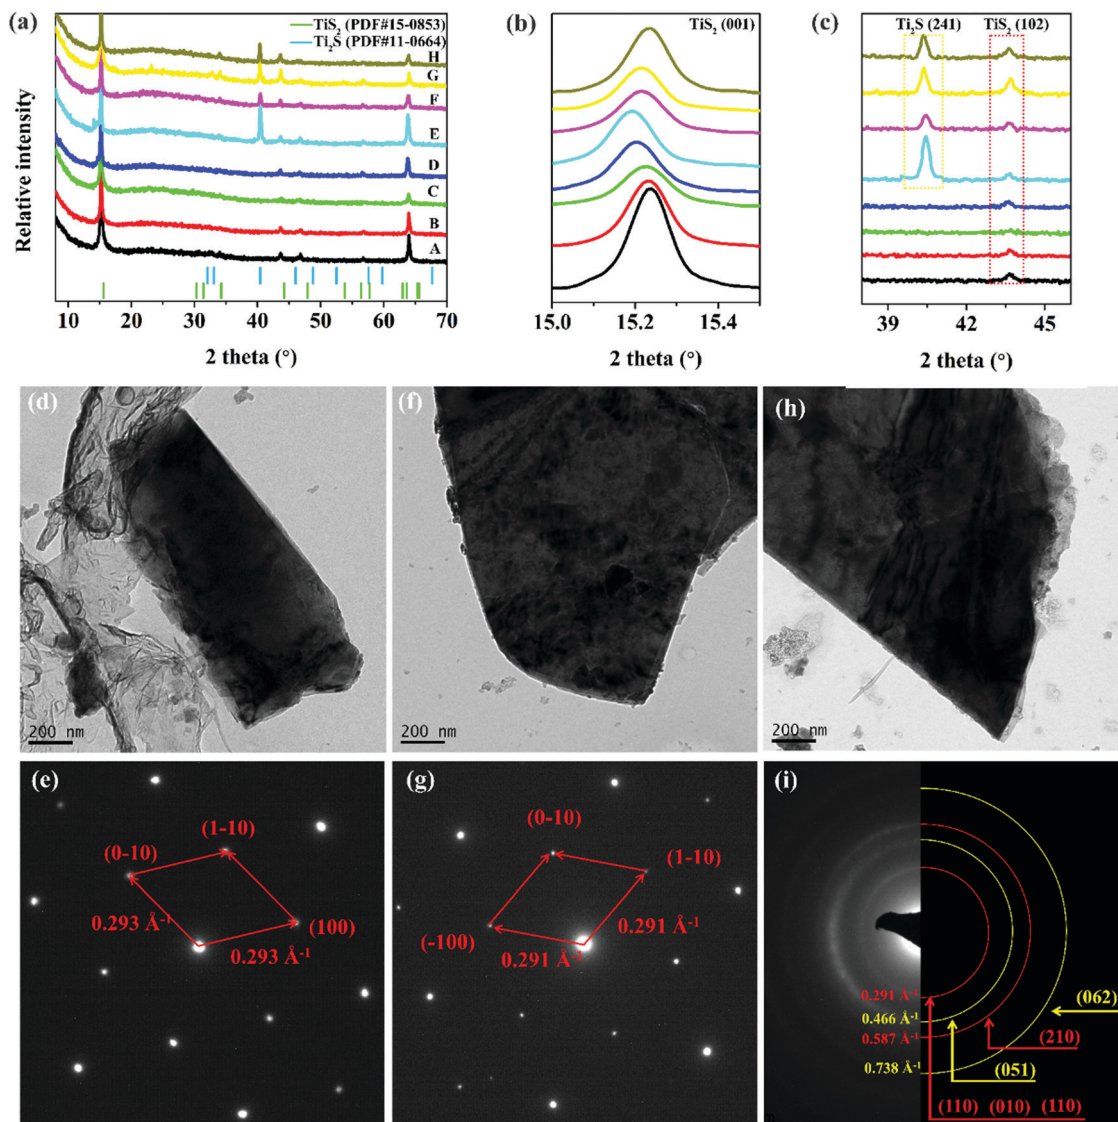 (a)
TiS₂ (PDF#15-0853)
Ti₂S (PDF#11-0664)
H
G
F
E
D
C
B
A
Relative intensity
10 20 30 40 50 60 70
2 theta (°)
(b)
TiS₂ (001)
15.0 15.2 15.4
2 theta (°)
(c)
Ti₂S (241) TiS₂ (102)
39 42 45
2 theta (°)
(d)
200 nm
(f)
200 nm
(h)
200 nm
(e)
(1-10)
(0-10)
(100)
0.293 Å⁻¹
0.293 Å⁻¹
(g)
(0-10)
(1-10)
(-100)
0.291 Å⁻¹
0.291 Å⁻¹
(i)
0.291 Å⁻¹
0.466 Å⁻¹
0.587 Å⁻¹
0.738 Å⁻¹
(062)
(210)
(051)
(110) (010) (110)